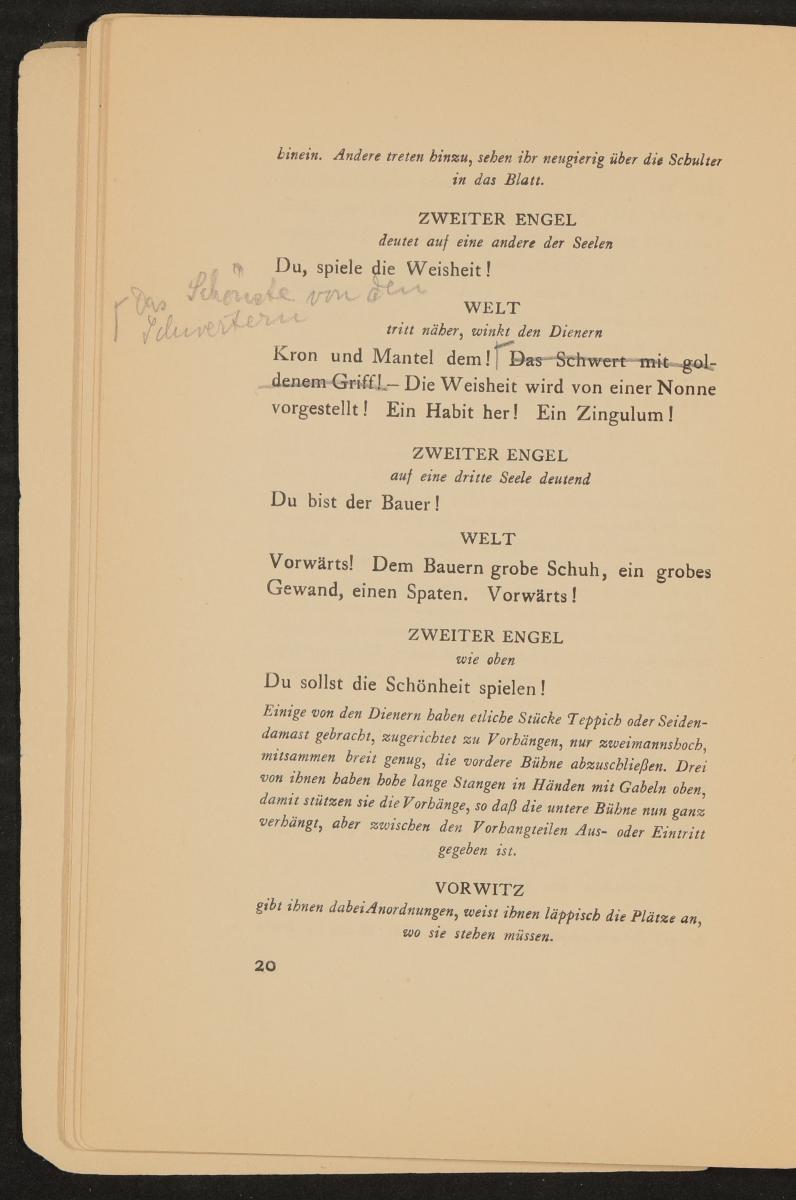 hinein. Andere treten hinzu, sehen ihr neugierig über die Schulter
in das Blatt.
ZWEITER ENGEL
deutet auf eine andere der Seelen
Du, spiele die Weisheit!
Das Schönste von den
Schwertern
WELT
tritt näher, winkt den Dienern
Kron und Mantel dem! Das Schwert mit gol-
denem Griff! – Die Weisheit wird von einer Nonne
vorgestellt! Ein Habit her! Ein Zingulum!
ZWEITER ENGEL
auf eine dritte Seele deutend
Du bist der Bauer!
WELT
Vorwärts! Dem Bauern grobe Schuh, ein grobes
Gewand, einen Spaten. Vorwärts!
ZWEITER ENGEL
wie oben
Du sollst die Schönheit spielen!
Einige von den Dienern haben etliche Stücke Teppich oder Seiden-
damast gebracht, zugerichtet zu Vorhängen, nur zweimannshoch,
mitsammen breit genug, die vordere Bühne abzuschließen. Drei
von ihnen haben hohe lange Stangen in Händen mit Gabeln oben,
damit stützen sie die Vorhänge, so daß die untere Bühne nun ganz
verhängt, aber zwischen den Vorhangteilen Aus- oder Eintritt
gegeben ist.
VORWITZ
gibt ihnen dabei Anordnungen, weist ihnen läppisch die Plätze an,
wo sie stehen müssen.
20